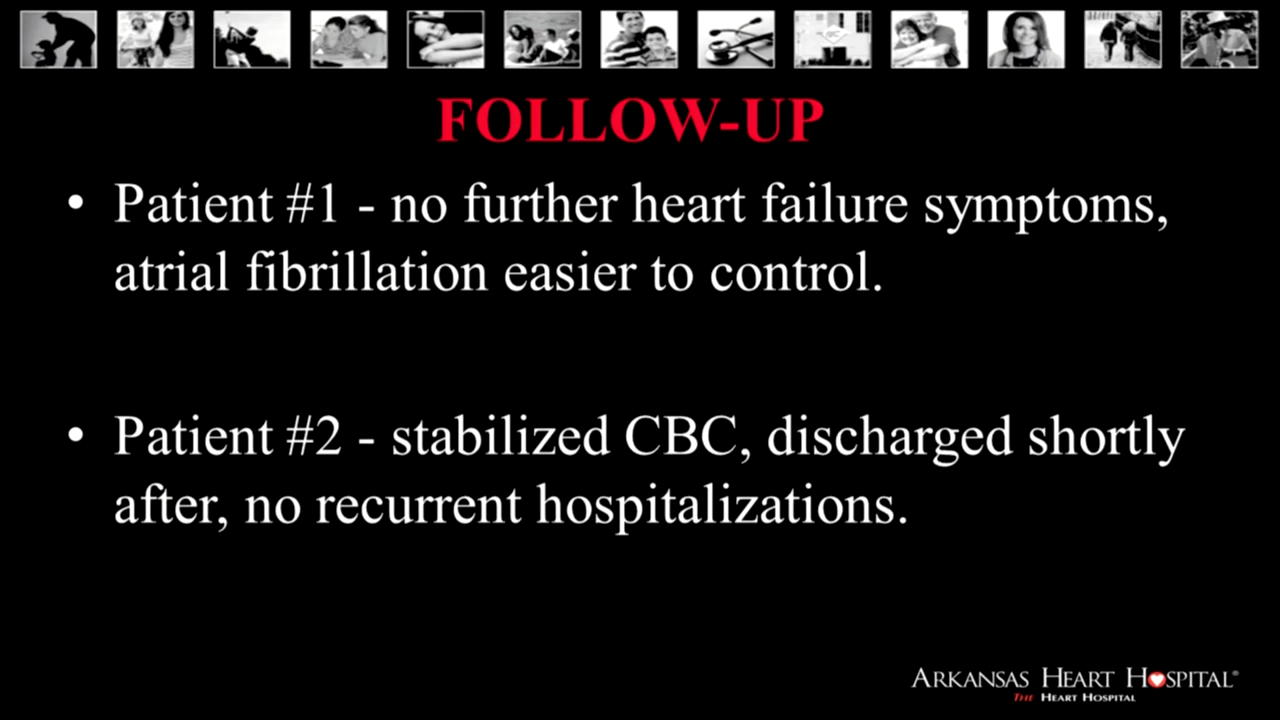 FOLLOW-UP
• Patient #1 - no further heart failure symptoms,
atrial fibrillation easier to control.
• Patient #2 - stabilized CBC, discharged shortly
after, no recurrent hospitalizations.
ARKANSAS HEART HOSPITAL®
THE HEART HOSPITAL